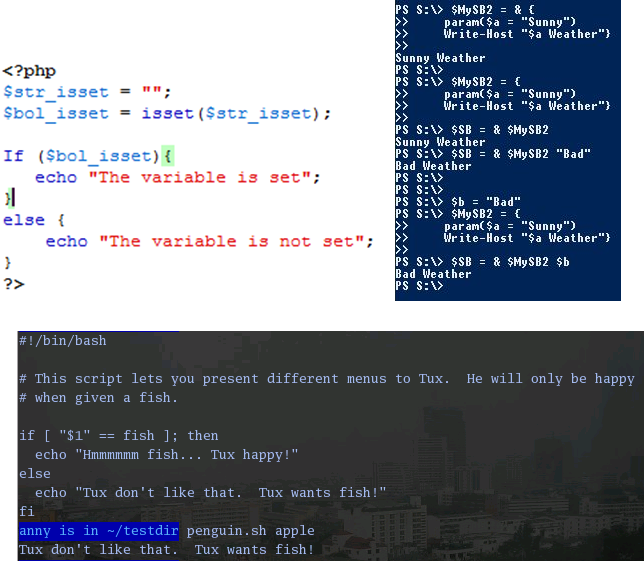 <?php
$str_isset = "";
$bol_isset = isset($str_isset);
If ($bol_isset){
echo "The variable is set";
}
else {
echo "The variable is not set";
}
?>
PS S:\> $MySB2 = & {
>>     param($a = "Sunny")
>>     Write-Host "$a Weather"}
>>
Sunny Weather
PS S:\>
PS S:\> $MySB2 = {
>>     param($a = "Sunny")
>>     Write-Host "$a Weather"}
>>
PS S:\> $SB = & $MySB2
Sunny Weather
PS S:\> $SB = & $MySB2 "Bad"
Bad Weather
PS S:\>
PS S:\>
PS S:\> $b = "Bad"
PS S:\> $MySB2 = {
>>     param($a = "Sunny")
>>     Write-Host "$a Weather"}
>>
PS S:\> $SB = & $MySB2 $b
Bad Weather
PS S:\>
#!/bin/bash
# This script lets you present different menus to Tux.  He will only be happy
# when given a fish.
if [ "$1" == fish ]; then
echo "Hmmmmmm fish... Tux happy!"
else
echo "Tux don't like that.  Tux wants fish!"
fi
anny is in ~/testdir penguin.sh apple
Tux don't like that.  Tux wants fish!